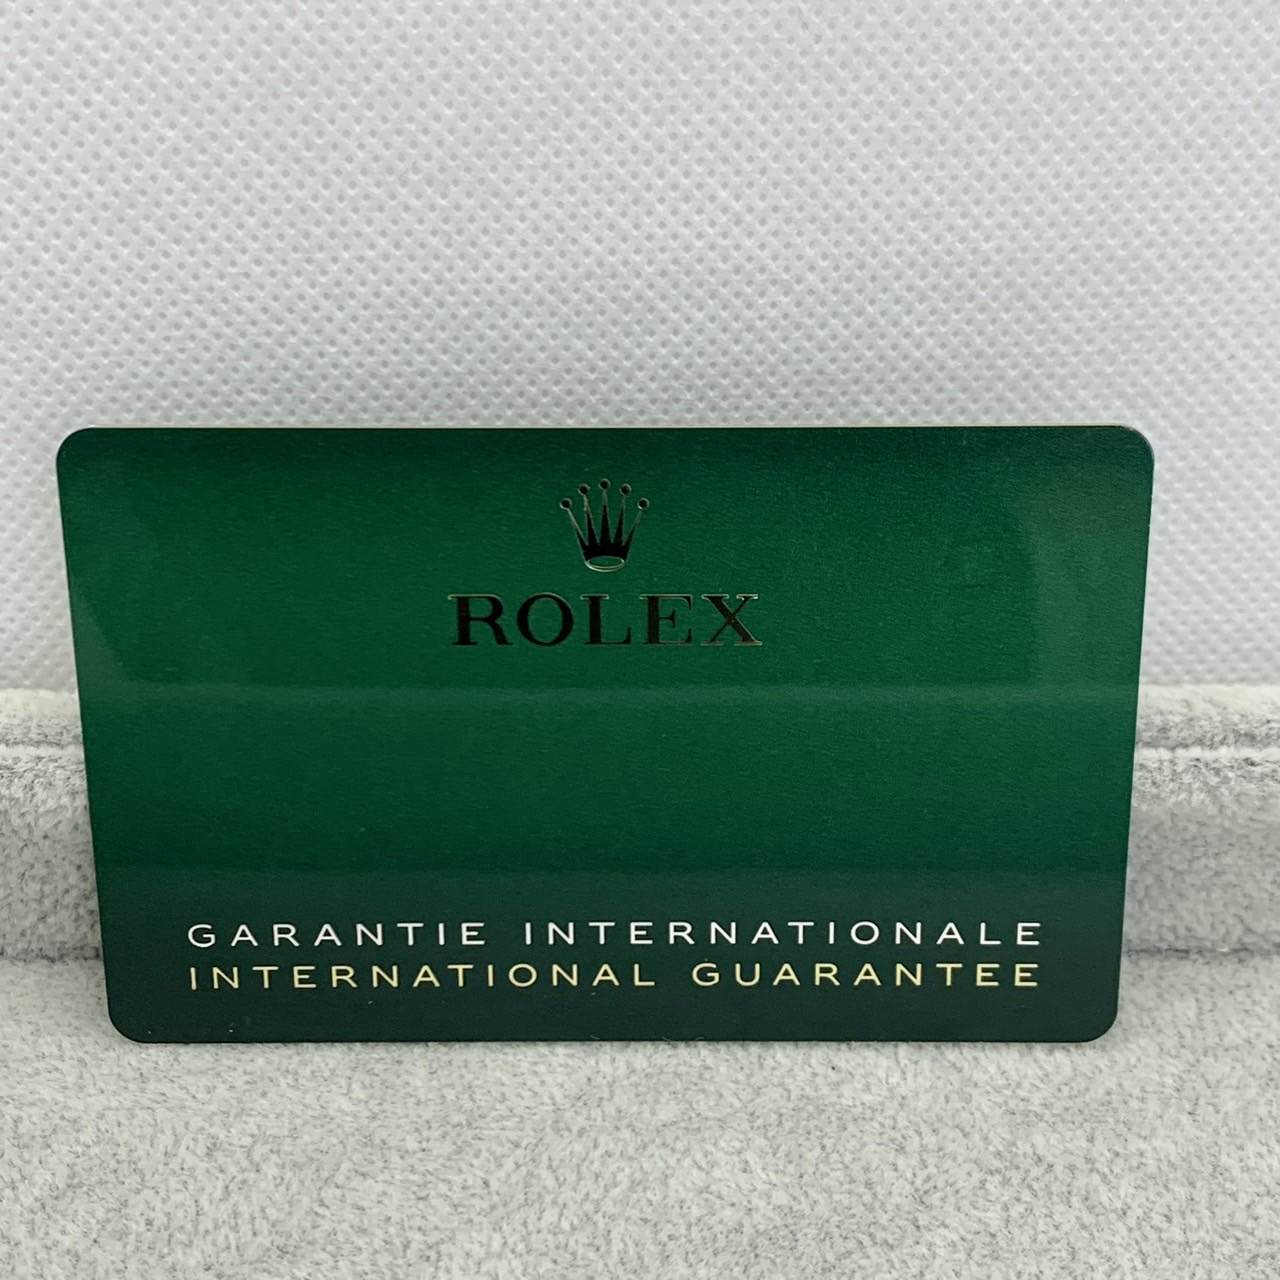 ROLEX
GARANTIE INTERNATIONALE
INTERNATIONAL GUARANTEE